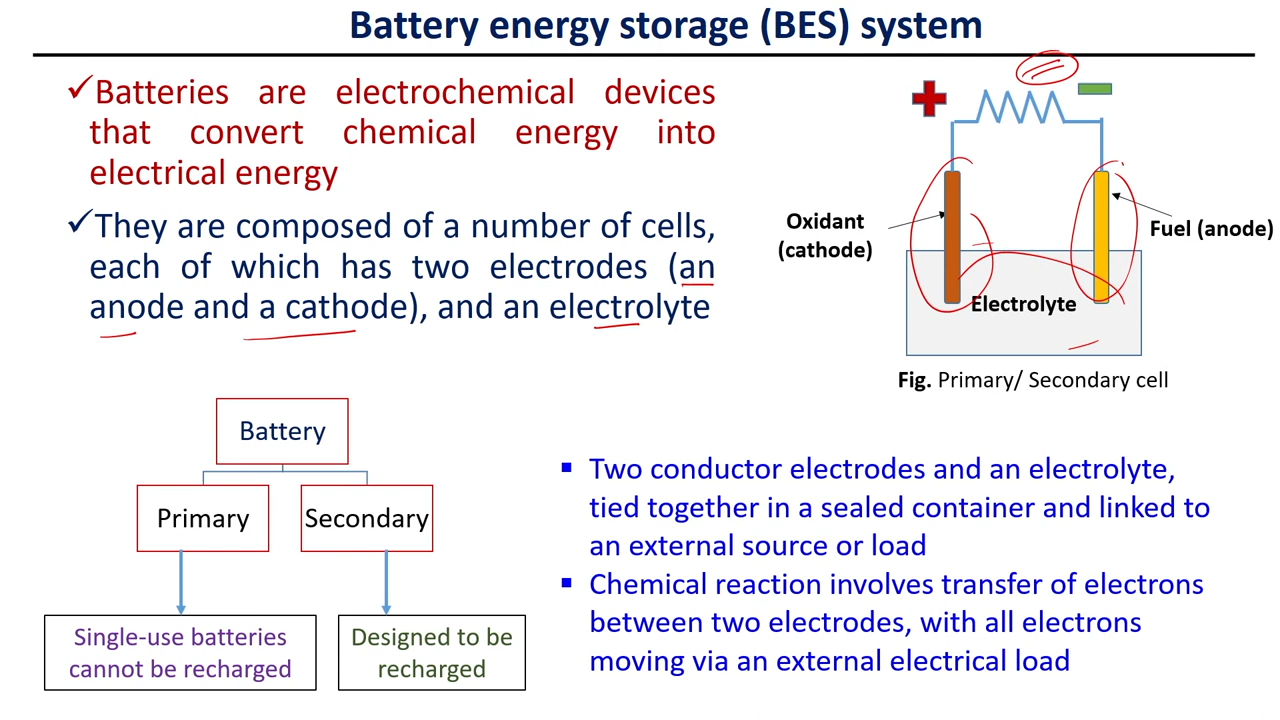 Battery energy storage (BES) system
✓Batteries are electrochemical devices
that convert chemical energy into
electrical energy
✓They are composed of a number of cells,
each of which has two electrodes (an
anode and a cathode), and an electrolyte
Oxidant
(cathode)
Fuel (anode)
Electrolyte
Fig. Primary/ Secondary cell
Battery
Primary
Secondary
Single-use batteries
cannot be recharged
Designed to be
recharged
▪ Two conductor electrodes and an electrolyte,
tied together in a sealed container and linked to
an external source or load
▪ Chemical reaction involves transfer of electrons
between two electrodes, with all electrons
moving via an external electrical load